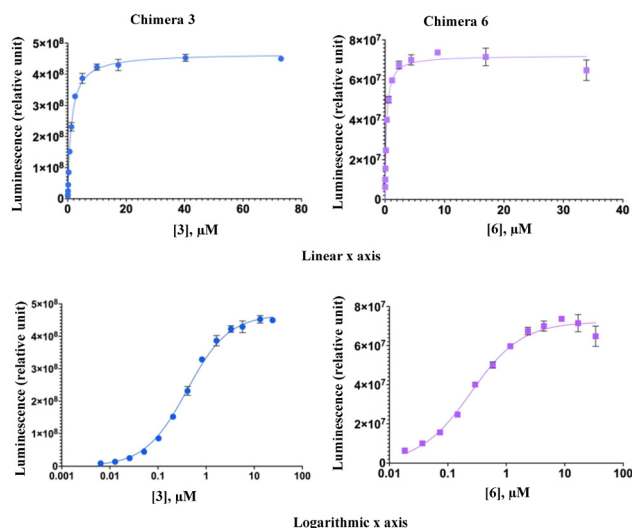 Chimera 3
Chimera 6
Luminescence (relative unit)
5×10⁸
4×10⁸
3×10⁸
2×10⁸
1×10⁸
0
0 20 40 60 80
[3], µM
Luminescence (relative unit)
8×10⁷
6×10⁷
4×10⁷
2×10⁷
0
0 10 20 30 40
[6], µM
Linear x axis
Luminescence (relative unit)
5×10⁸
4×10⁸
3×10⁸
2×10⁸
1×10⁸
0
0.001 0.01 0.1 1 10 100
[3], µM
Luminescence (relative unit)
8×10⁷
6×10⁷
4×10⁷
2×10⁷
0
0.01 0.1 1 10 100
[6], µM
Logarithmic x axis